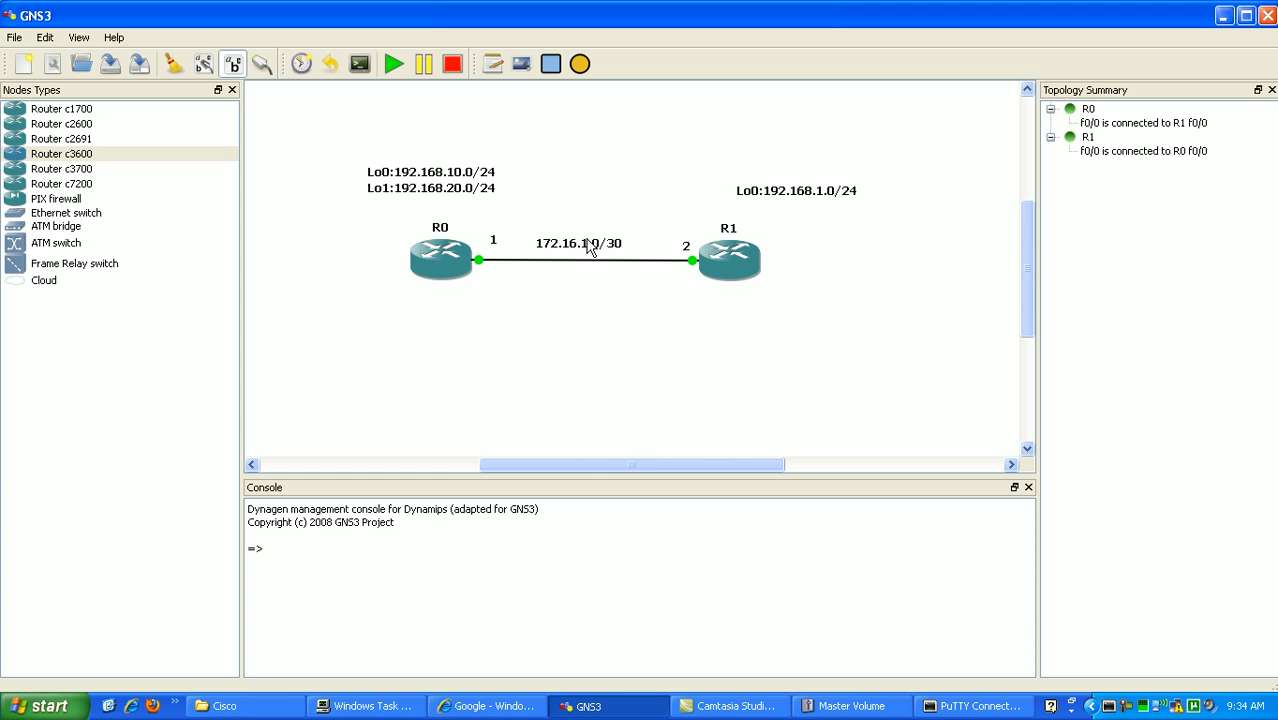 GNS3
File Edit View Help
Nodes Types
Router c1700
Router c2600
Router c2691
Router c3600
Router c3700
Router c7200
PIX firewall
Ethernet switch
ATM bridge
ATM switch
Frame Relay switch
Cloud
Lo0:192.168.10.0/24
Lo1:192.168.20.0/24
Lo0:192.168.1.0/24
R0
1
172.16.1.0/30
2
R1
Topology Summary
R0
f0/0 is connected to R1 f0/0
R1
f0/0 is connected to R0 f0/0
Console
Dynagen management console for Dynamips (adapted for GNS3)
Copyright (c) 2008 GNS3 Project
=>
start
Cisco
Windows Task ...
Google - Windo...
GNS3
Camtasia Studi...
Master Volume
PuTTY Connect...
9:34 AM